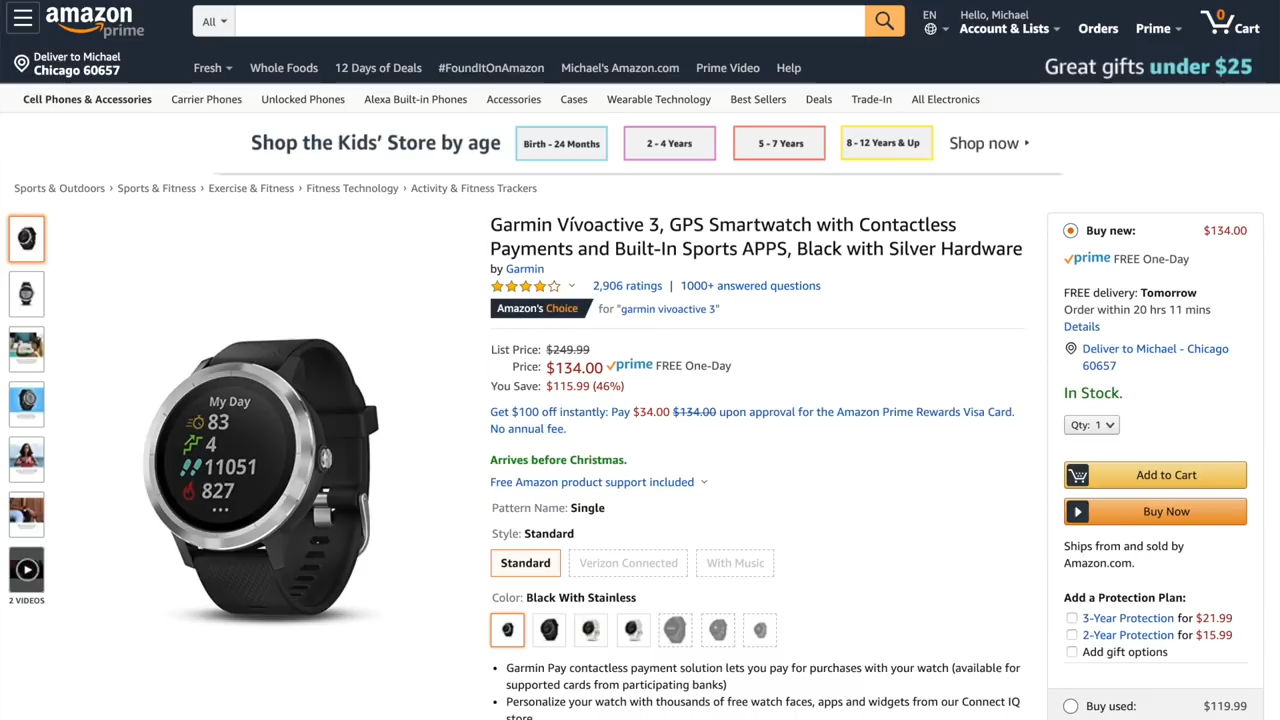 amazon
prime
All
EN
Hello, Michael
Account & Lists
Orders
Prime
0
Cart
Deliver to Michael
Chicago 60657
Fresh
Whole Foods
12 Days of Deals
#FoundItOnAmazon
Michael's Amazon.com
Prime Video
Help
Great gifts under $25
Cell Phones & Accessories
Carrier Phones
Unlocked Phones
Alexa Built-in Phones
Accessories
Cases
Wearable Technology
Best Sellers
Deals
Trade-In
All Electronics
Shop the Kids' Store by age
Birth - 24 Months
2 - 4 Years
5 - 7 Years
8 - 12 Years & Up
Shop now
Sports & Outdoors › Sports & Fitness › Exercise & Fitness › Fitness Technology › Activity & Fitness Trackers
2 VIDEOS
My Day
83
4
11051
827
Garmin Vívoactive 3, GPS Smartwatch with Contactless
Payments and Built-In Sports APPS, Black with Silver Hardware
by Garmin
2,906 ratings | 1000+ answered questions
Amazon's Choice for "garmin vivoactive 3"
List Price: $249.99
Price: $134.00 prime FREE One-Day
You Save: $115.99 (46%)
Get $100 off instantly: Pay $34.00 $134.00 upon approval for the Amazon Prime Rewards Visa Card.
No annual fee.
Arrives before Christmas.
Free Amazon product support included
Pattern Name: Single
Style: Standard
Standard
Verizon Connected
With Music
Color: Black With Stainless
• Garmin Pay contactless payment solution lets you pay for purchases with your watch (available for
supported cards from participating banks)
• Personalize your watch with thousands of free watch faces, apps and widgets from our Connect IQ
store
Buy new: $134.00
prime FREE One-Day
FREE delivery: Tomorrow
Order within 20 hrs 11 mins
Details
Deliver to Michael - Chicago
60657
In Stock.
Qty: 1
Add to Cart
Buy Now
Ships from and sold by
Amazon.com.
Add a Protection Plan:
3-Year Protection for $21.99
2-Year Protection for $15.99
Add gift options
Buy used: $119.99